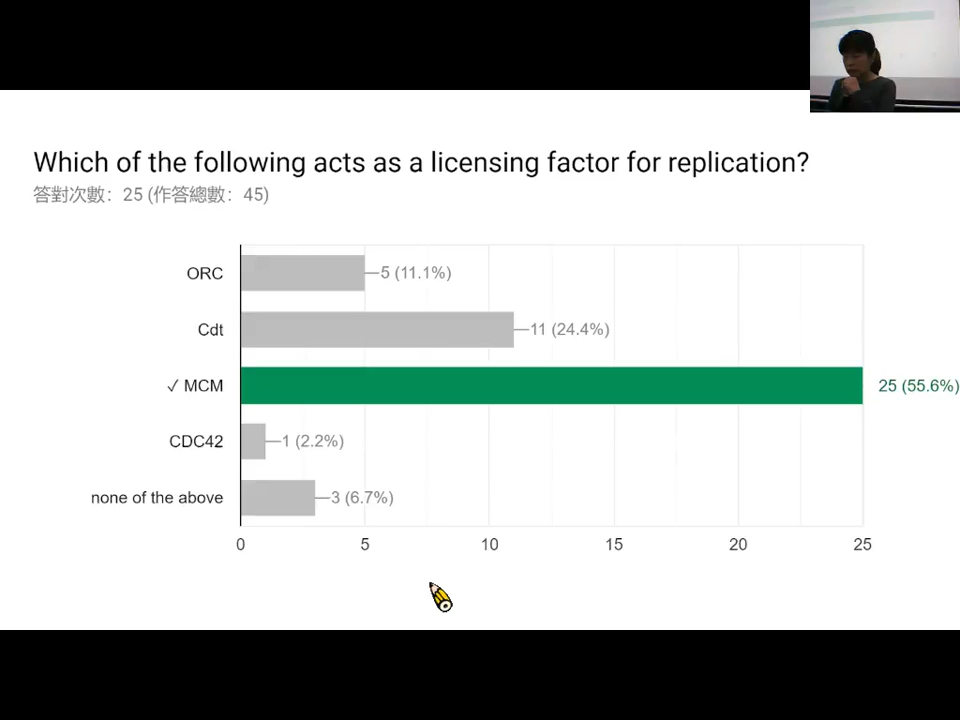 Which of the following acts as a licensing factor for replication?
答對次數：25 (作答總數：45)
ORC 5 (11.1%)
Cdt 11 (24.4%)
✓ MCM 25 (55.6%)
CDC42 1 (2.2%)
none of the above 3 (6.7%)
0 5 10 15 20 25